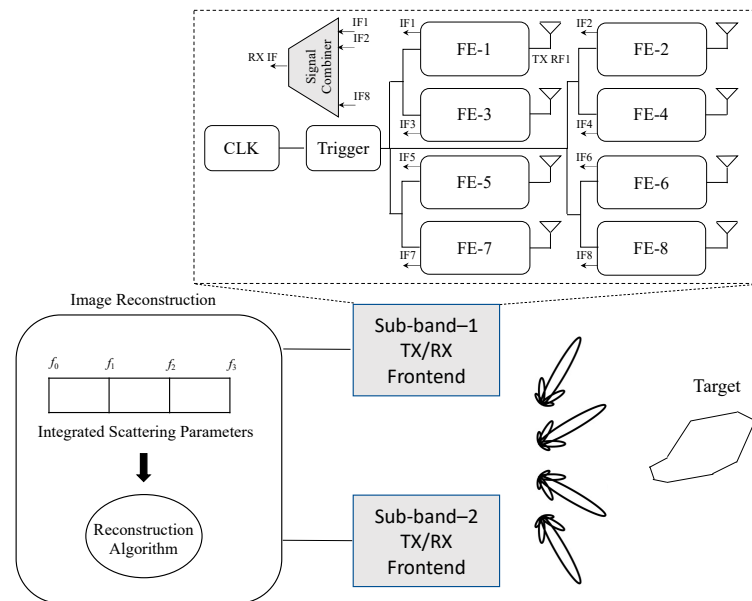 IF1
IF2
RX IF
Signal
Combiner
IF8
IF1
FE-1
TX RF1
IF2
FE-2
IF3
FE-3
IF4
FE-4
CLK
Trigger
IF5
FE-5
IF6
FE-6
IF7
FE-7
IF8
FE-8
Image Reconstruction
f0 f1 f2 f3
Integrated Scattering Parameters
Reconstruction
Algorithm
Sub-band–1
TX/RX
Frontend
Target
Sub-band–2
TX/RX
Frontend